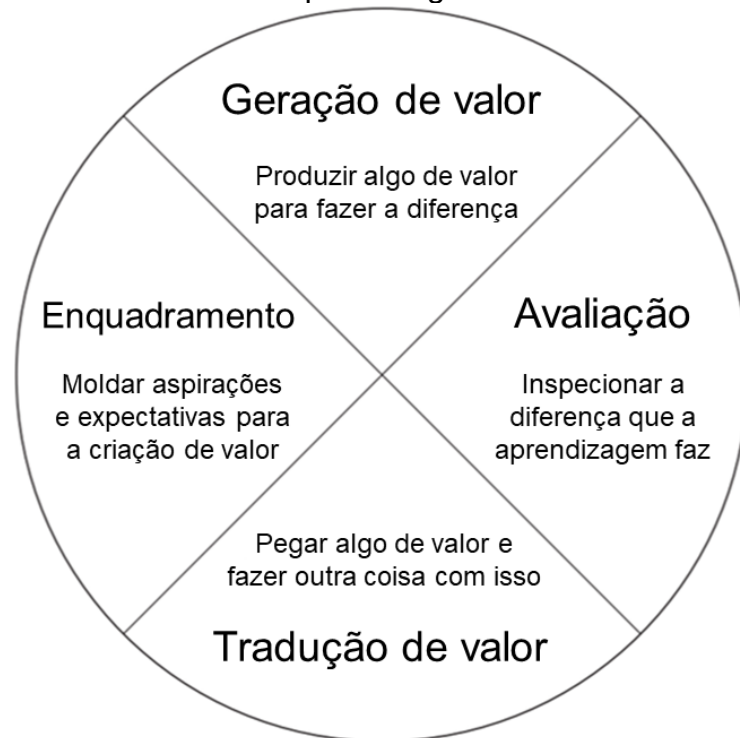 Geração de valor
Produzir algo de valor
para fazer a diferença
Enquadramento
Moldar aspirações
e expectativas para
a criação de valor
Avaliação
Inspecionar a
diferença que a
aprendizagem faz
Pegar algo de valor e
fazer outra coisa com isso
Tradução de valor